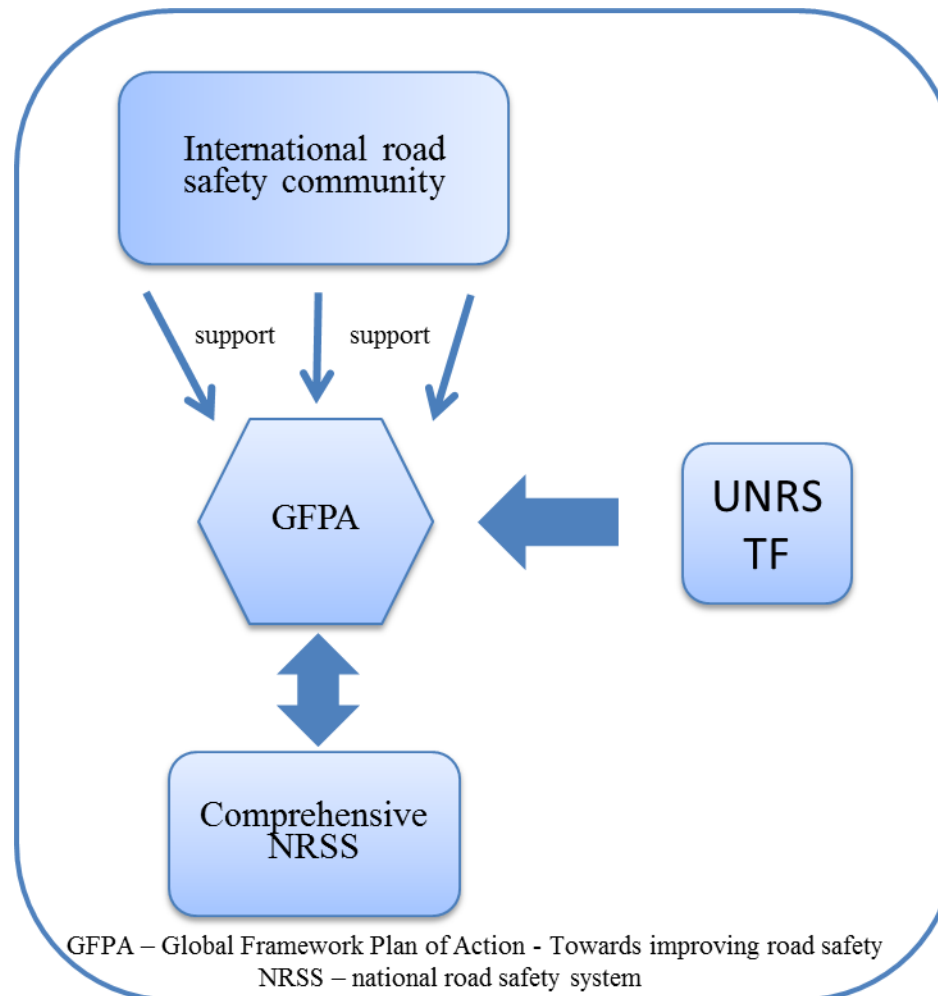 International road
safety community
support
support
GFPA
UNRS
TF
Comprehensive
NRSS
GFPA – Global Framework Plan of Action - Towards improving road safety
NRSS – national road safety system